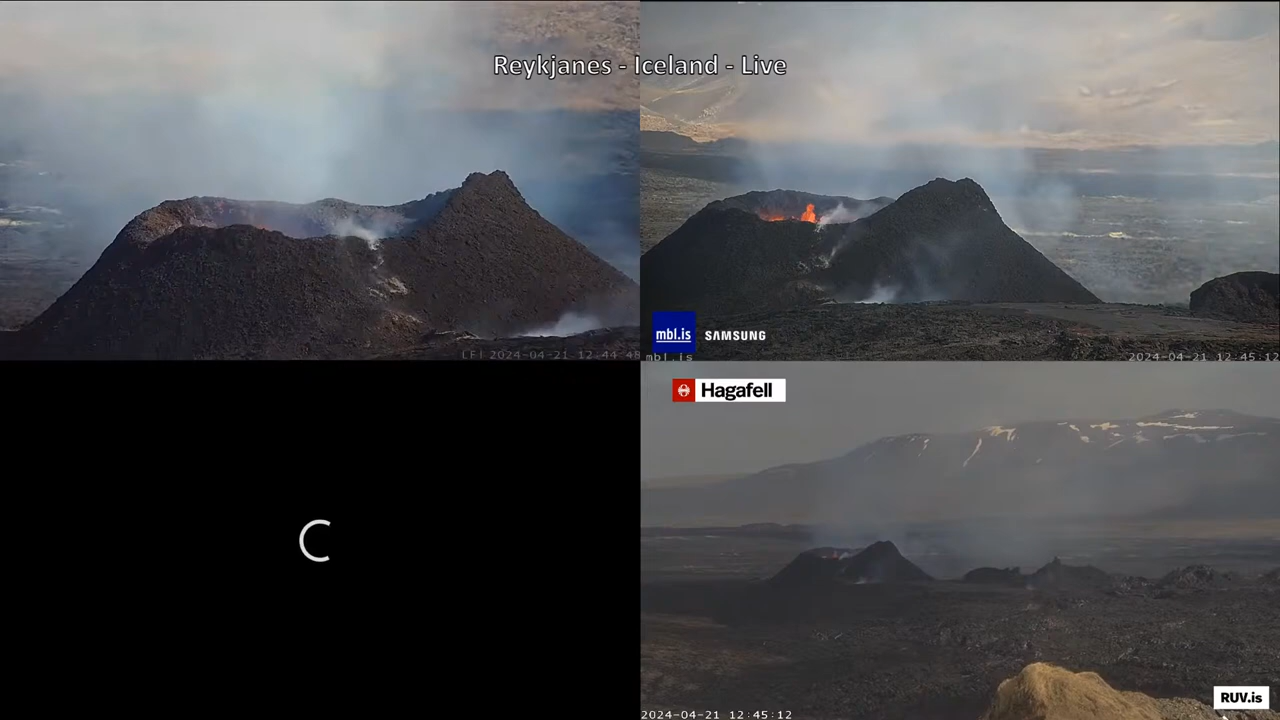 Reykjanes - Iceland - Live
LEI 2024-04-21 12:44:48
mbl.is
SAMSUNG
mbl.is
2024-04-21 12:45:12
Hagafell
RUV.is
2024-04-21 12:45:12